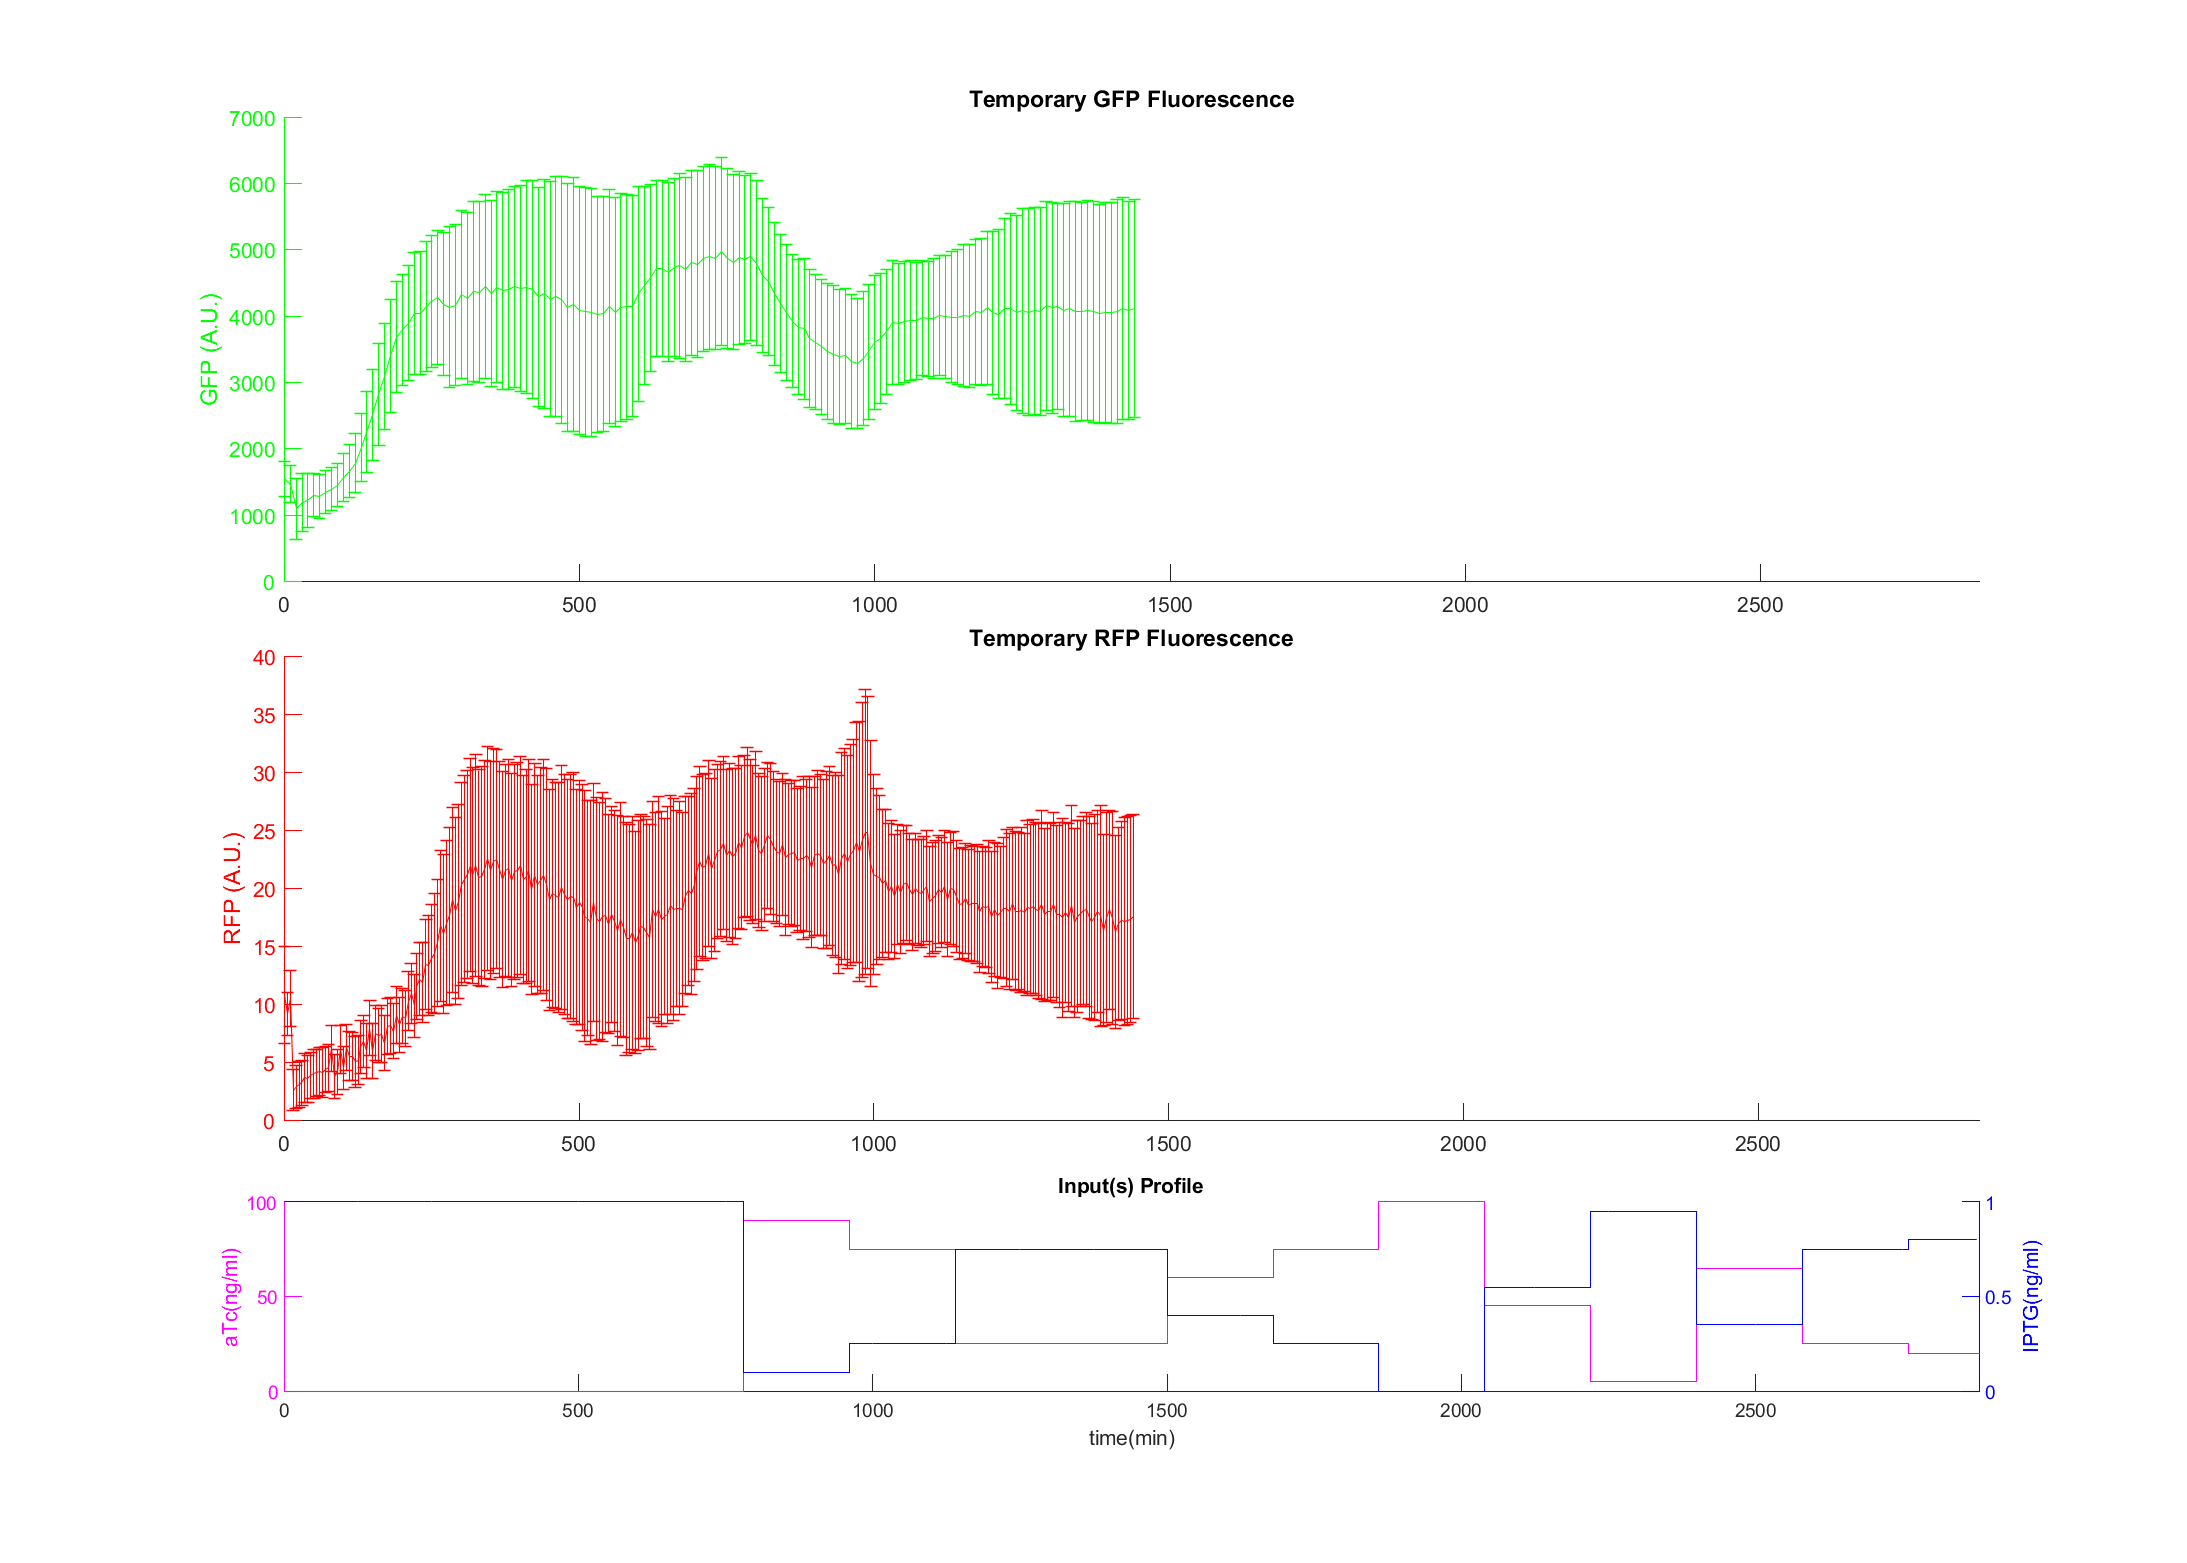 Temporary GFP Fluorescence
7000
6000
5000
4000
3000
2000
1000
0
GFP (A.U.)
0 500 1000 1500 2000 2500
Temporary RFP Fluorescence
40
35
30
25
20
15
10
5
0
RFP (A.U.)
0 500 1000 1500 2000 2500
Input(s) Profile
100
50
0
aTc(ng/ml)
1
0.5
0
IPTG(ng/ml)
0 500 1000 1500 2000 2500
time(min)